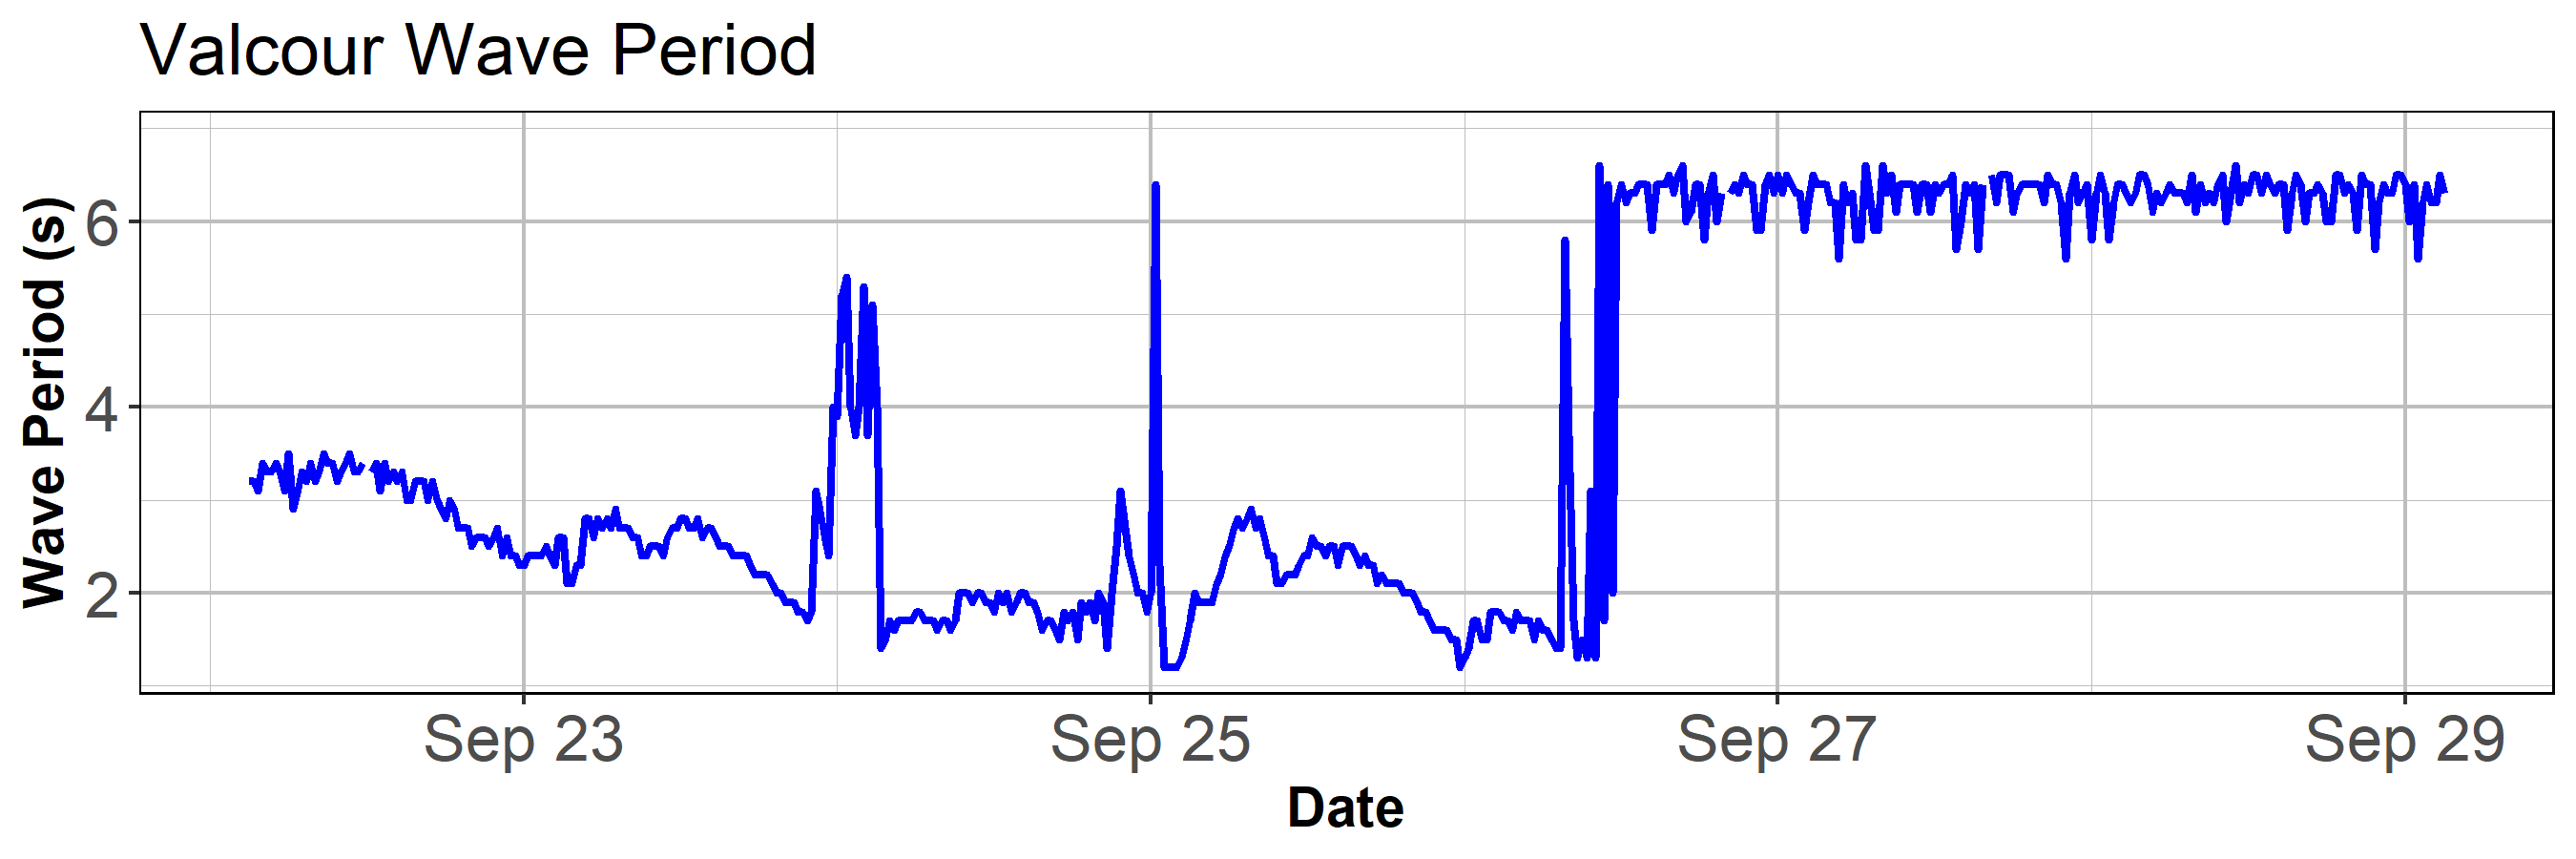 Valcour Wave Period
Wave Period (s)
6
4
2
Sep 23
Sep 25
Sep 27
Sep 29
Date